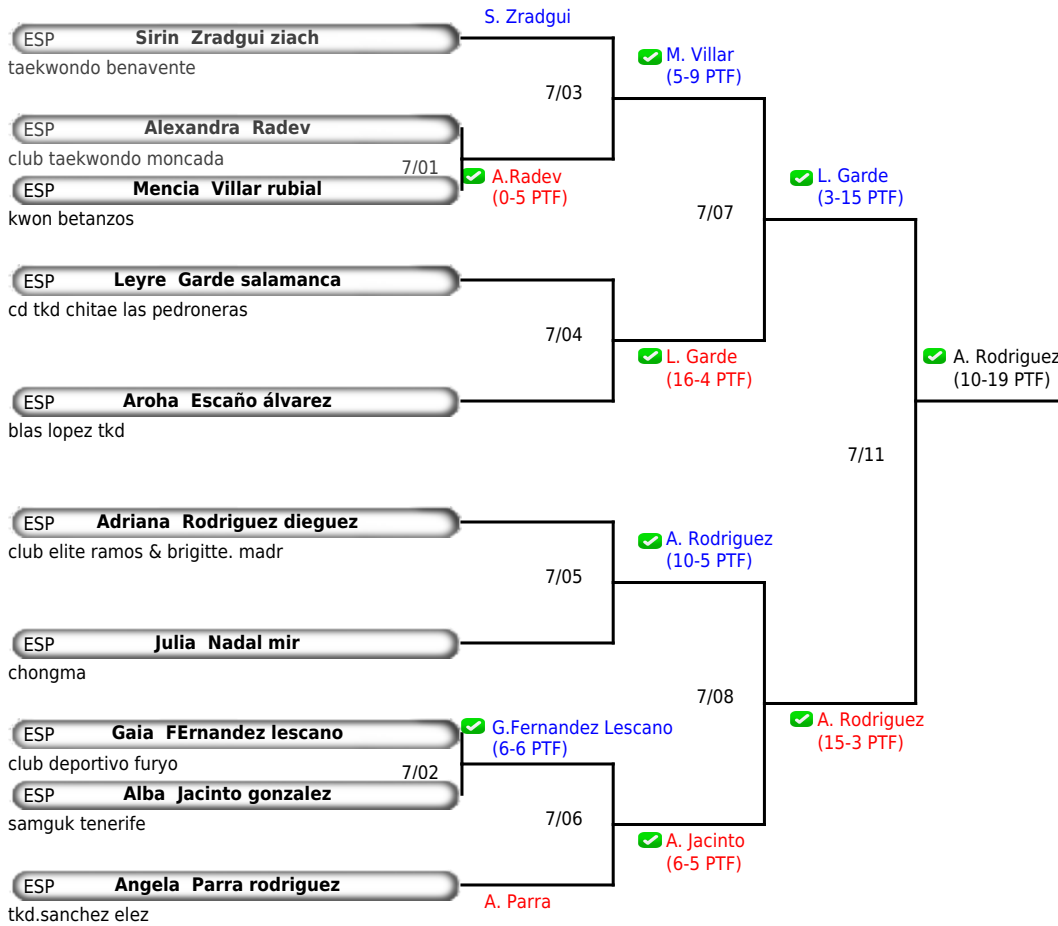 S. Zradgui
ESP Sirin Zradgui ziach
taekwondo benavente
M. Villar
(5-9 PTF)
7/03
ESP Alexandra Radev
club taekwondo moncada
7/01
A.Radev
(0-5 PTF)
ESP Mencia Villar rubial
kwon betanzos
L. Garde
(3-15 PTF)
7/07
ESP Leyre Garde salamanca
cd tkd chitae las pedroneras
7/04
L. Garde
(16-4 PTF)
A. Rodriguez
(10-19 PTF)
ESP Aroha Escaño álvarez
blas lopez tkd
7/11
ESP Adriana Rodriguez dieguez
club elite ramos & brigitte. madr
A. Rodriguez
(10-5 PTF)
7/05
ESP Julia Nadal mir
chongma
7/08
A. Rodriguez
(15-3 PTF)
ESP Gaia FErnandez lescano
club deportivo furyo
G.Fernandez Lescano
(6-6 PTF)
7/02
ESP Alba Jacinto gonzalez
samguk tenerife
7/06
A. Jacinto
(6-5 PTF)
ESP Angela Parra rodriguez
tkd.sanchez elez
A. Parra